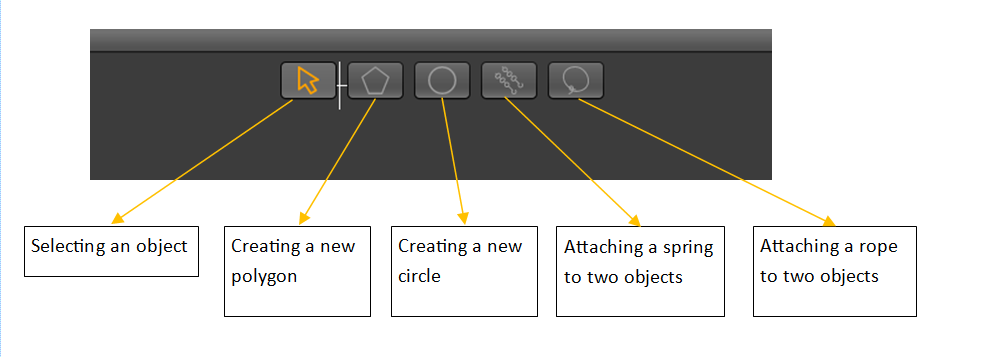 Selecting an object
Creating a new
polygon
Creating a new
circle
Attaching a spring
to two objects
Attaching a rope
to two objects